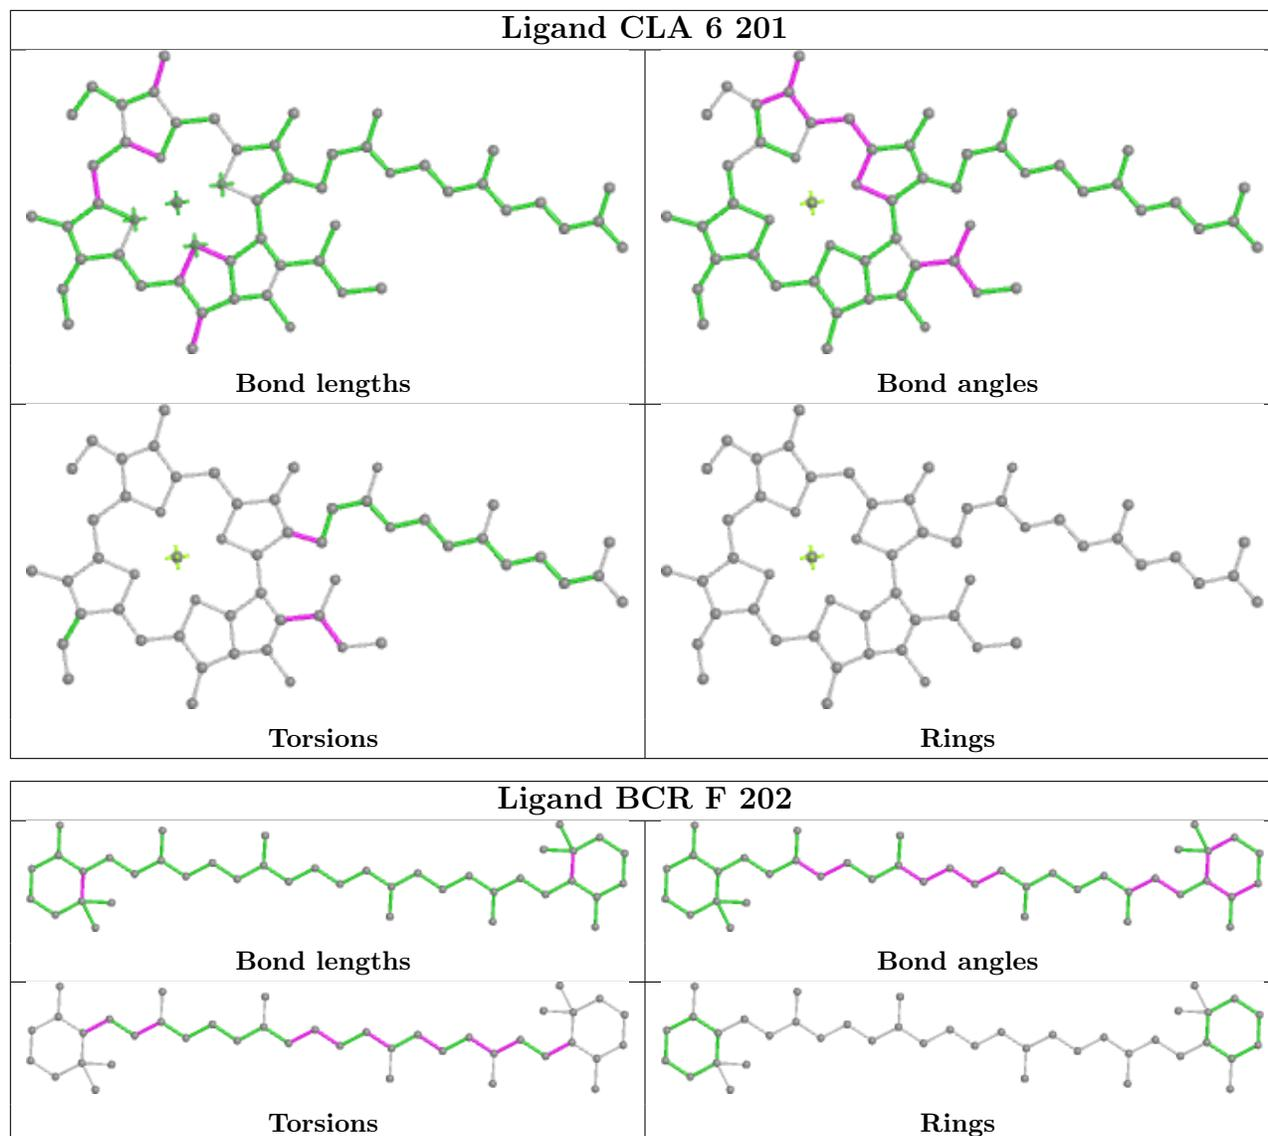 Ligand CLA 6 201
Bond lengths
Bond angles
Torsions
Rings
Ligand BCR F 202
Bond lengths
Bond angles
Torsions
Rings